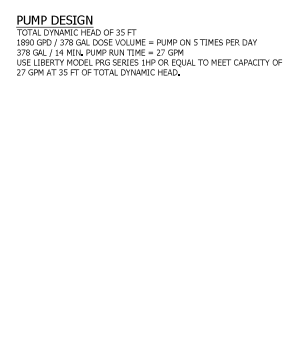 PUMP DESIGN
TOTAL DYNAMIC HEAD OF 35 FT
1890 GPD / 378 GAL DOSE VOLUME = PUMP ON 5 TIMES PER DAY
378 GAL / 14 MIN. PUMP RUN TIME = 27 GPM
USE LIBERTY MODEL PRG SERIES 1HP OR EQUAL TO MEET CAPACITY OF
27 GPM AT 35 FT OF TOTAL DYNAMIC HEAD.